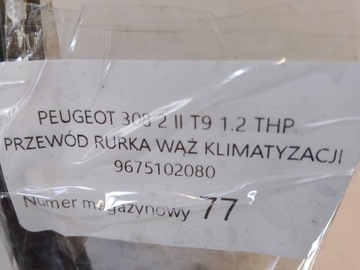 PEUGEOT 308 2 II T9 1.2 THP
PRZEWÓD RURKA WĄŻ KLIMATYZACJI
9675102080
Numer magazynowy 77